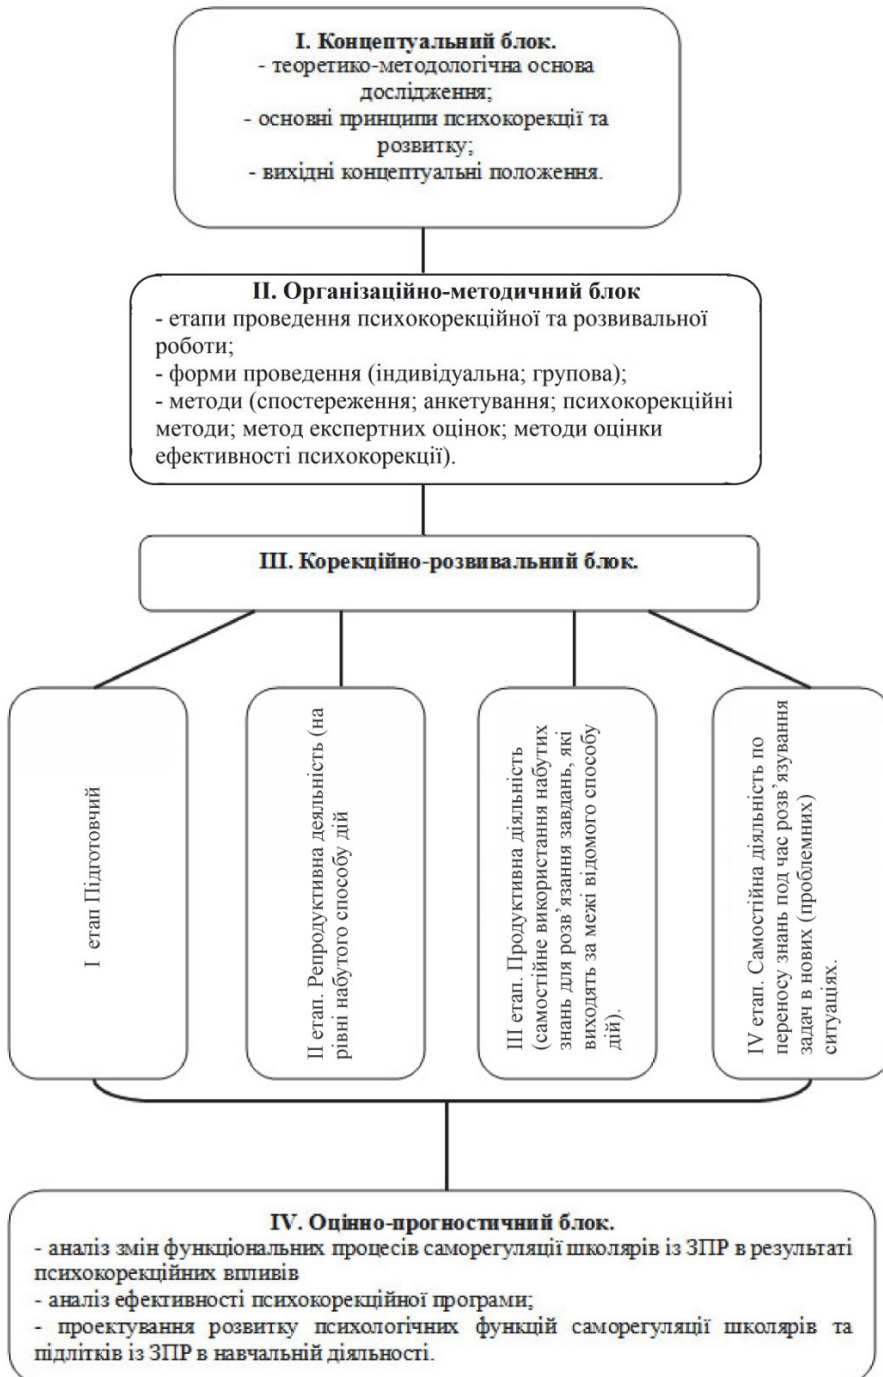 I. Концептуальний блок.
- теоретико-методологічна основа
дослідження;
- основні принципи психокорекції та
розвитку;
- вихідні концептуальні положення.
II. Організаційно-методичний блок
- етапи проведення психокорекційної та розвивальної
роботи;
- форми проведення (індивідуальна; групова);
- методи (спостереження; анкетування; психокорекційні
методи; метод експертних оцінок; методи оцінки
ефективності психокорекції).
III. Корекційно-розвивальний блок.
I етап Підготовчий
II етап. Репродуктивна деяльність (на
рівні набутого способу дій
III етап. Продуктивна діяльність
(самостійне використання набутих
знань для розв’язання завдань, які
виходять за межі відомого способу
дій).
IV етап. Самостійна діяльність по
переносу знань под час розв’язування
задач в нових (проблемних)
ситуаціях.
IV. Оцінно-прогностичний блок.
- аналіз змін функціональних процесів саморегуляції школярів із ЗПР в результаті
психокорекційних впливів
- аналіз ефективності психокорекційної програми;
- проектування розвитку психологічних функцій саморегуляції школярів та
підлітків із ЗПР в навчальній діяльності.